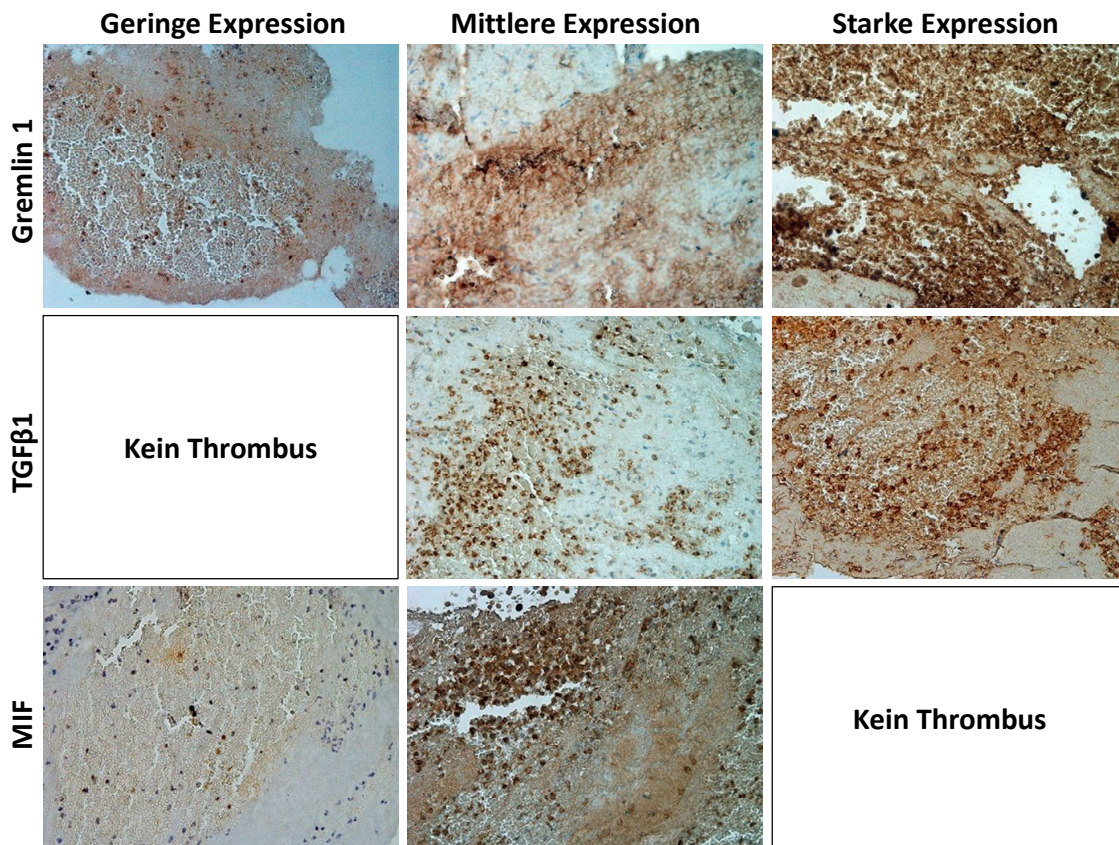 Geringe Expression
Mittlere Expression
Starke Expression
Gremlin 1
TGFβ1
Kein Thrombus
MIF
Kein Thrombus